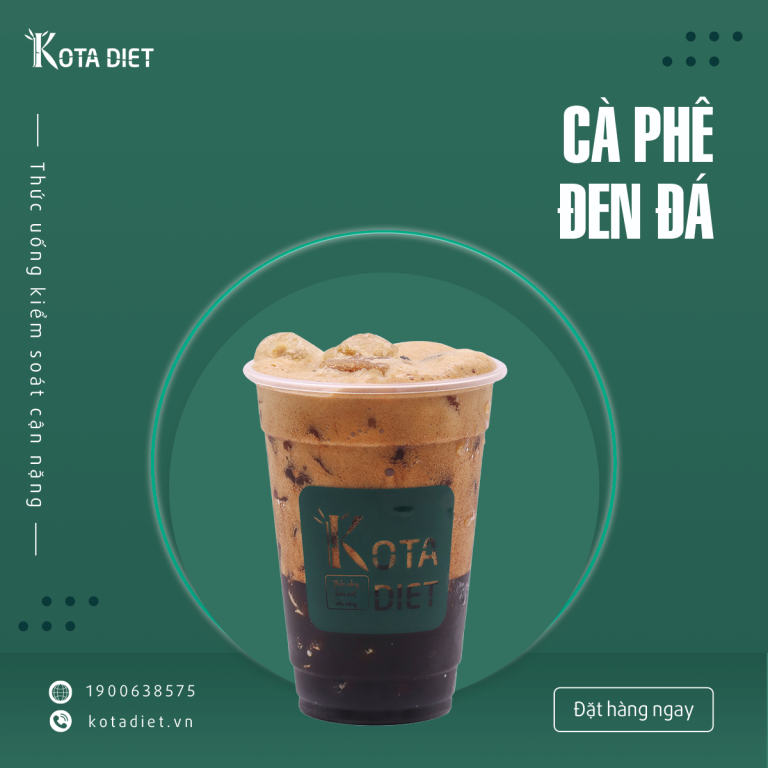 KOTA DIET
CÀ PHÊ
ĐEN ĐÁ
Thức uống kiểm soát cận nặng
KOTA
DIET
1900638575
kotadiet.vn
Đặt hàng ngay